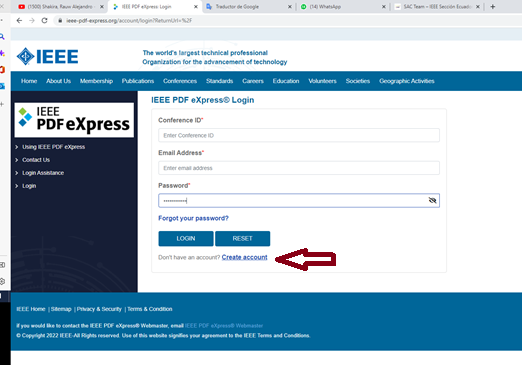 (1500) Shakira, Rauw Alejandro
IEEE PDF eXpress: Login
Traductor de Google
(14) WhatsApp
SAC Team – IEEE Sección Ecuad
ieee-pdf-express.org/account/login?ReturnUrl=%2F
IEEE
The world's largest technical professional
Organization for the advancement of technology
Home About Us Membership Publications Conferences Standards Careers Education Volunteers Societies Geographic Activities
IEEE
PDF eXpress
Using IEEE PDF eXpress
Contact Us
Login Assistance
Login
IEEE PDF eXpress® Login
Conference ID*
Enter Conference ID
Email Address*
Enter email address
Password*
Forgot your password?
LOGIN RESET
Don't have an account? Create account
IEEE Home | Sitemap | Privacy & Security | Terms & Condition
if you would like to contact the IEEE PDF eXpress® Webmaster, email IEEE PDF eXpress® Webmaster
© Copyright 2022 IEEE-All Rights reserved. Use of this website signifies your agreement to the IEEE Terms and Conditions.